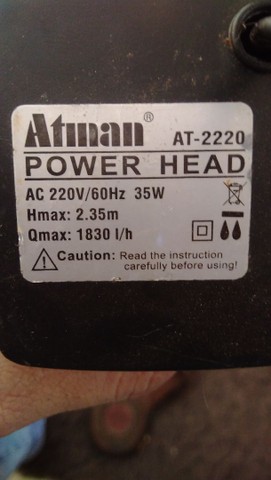 Atman® AT-2220
POWER HEAD
AC 220V/60Hz 35W
Hmax: 2.35m
Qmax: 1830 l/h
Caution: Read the instruction
carefully before using!